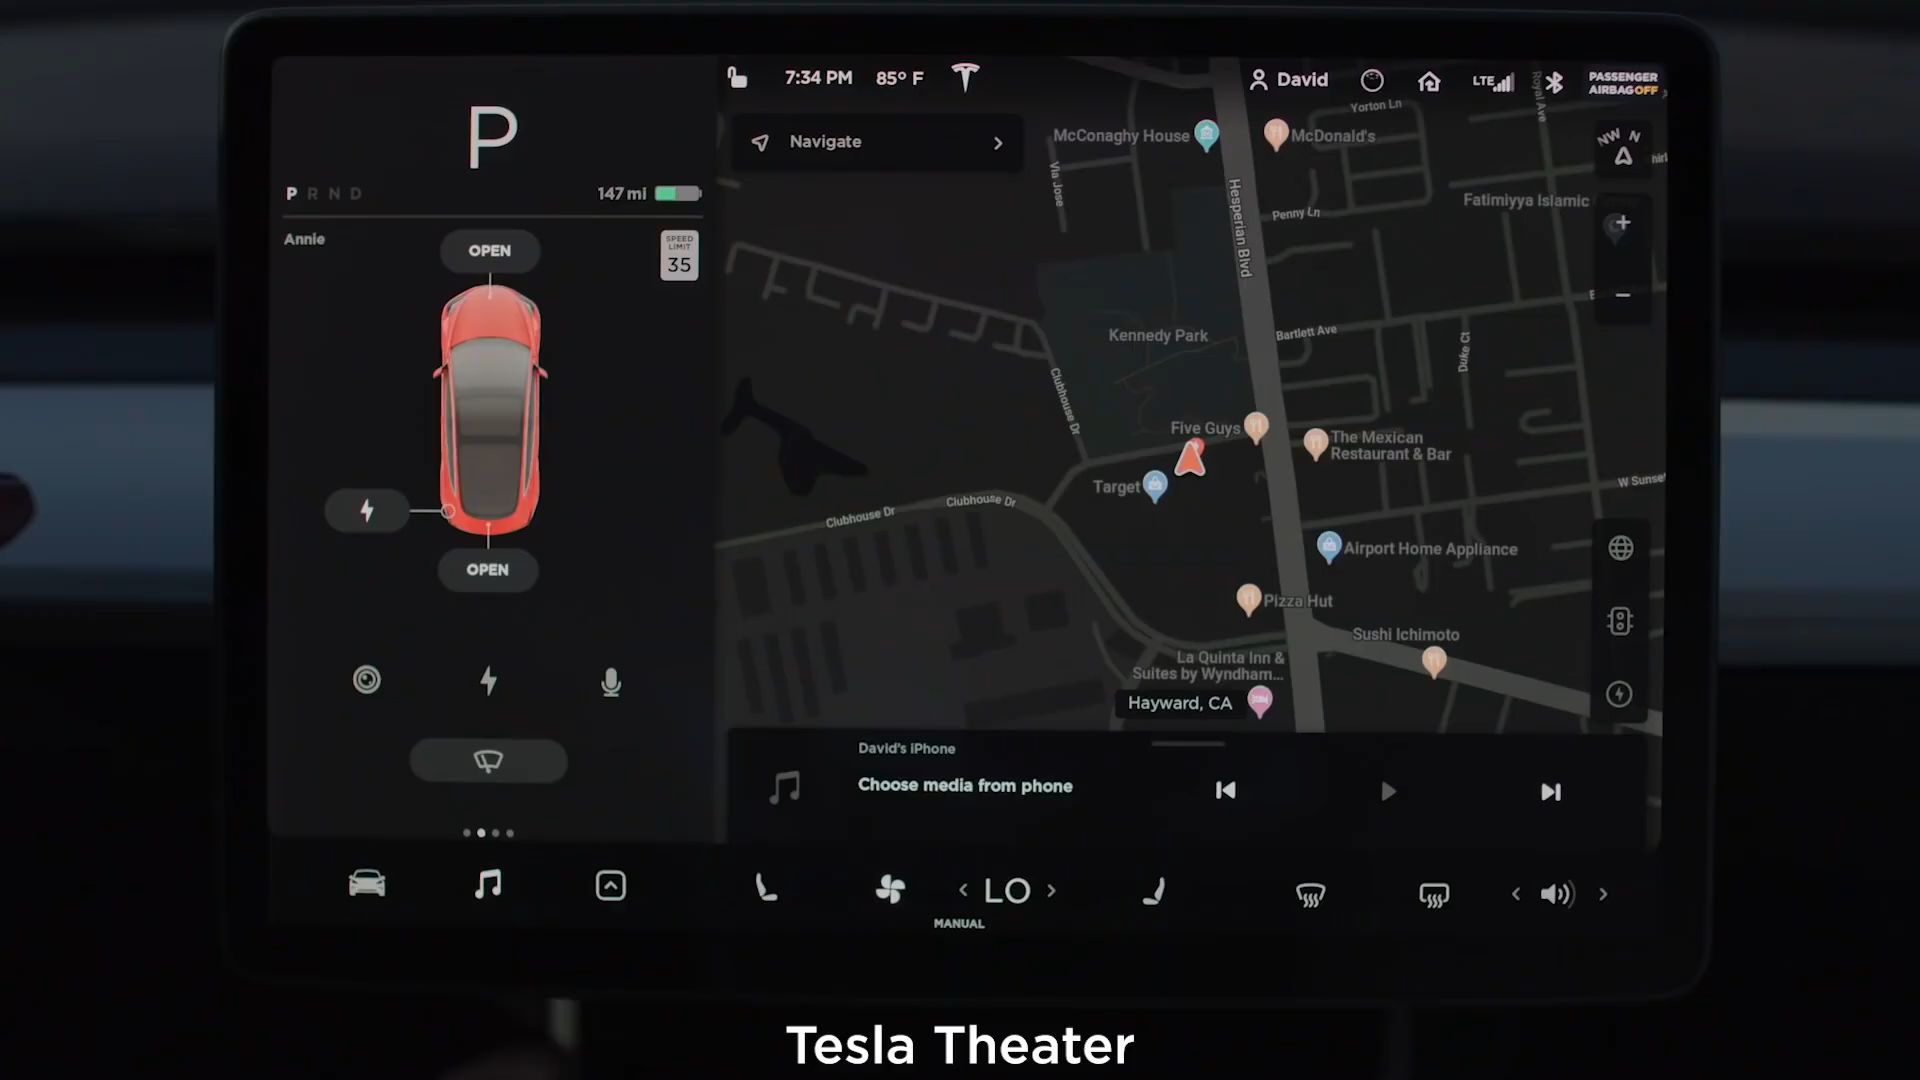 P
P R N D
147 mi
Annie
OPEN
SPEED
LIMIT
35
OPEN
7:34 PM
85° F
David
LTE
PASSENGER
AIRBAG OFF
Navigate
NW N
McConaghy House
McDonald's
Yorton Ln
Royal Ave
Via Jose
Hesperian Blvd
Penny Ln
Fatimiyya Islamic
Kennedy Park
Bartlett Ave
Duke Ct
Clubhouse Dr
Five Guys
The Mexican
Restaurant & Bar
Target
W Sunset
Clubhouse Dr
Clubhouse Dr
Airport Home Appliance
Pizza Hut
Sushi Ichimoto
La Quinta Inn &
Suites by Wyndham...
Hayward, CA
David's iPhone
Choose media from phone
LO
MANUAL
Tesla Theater